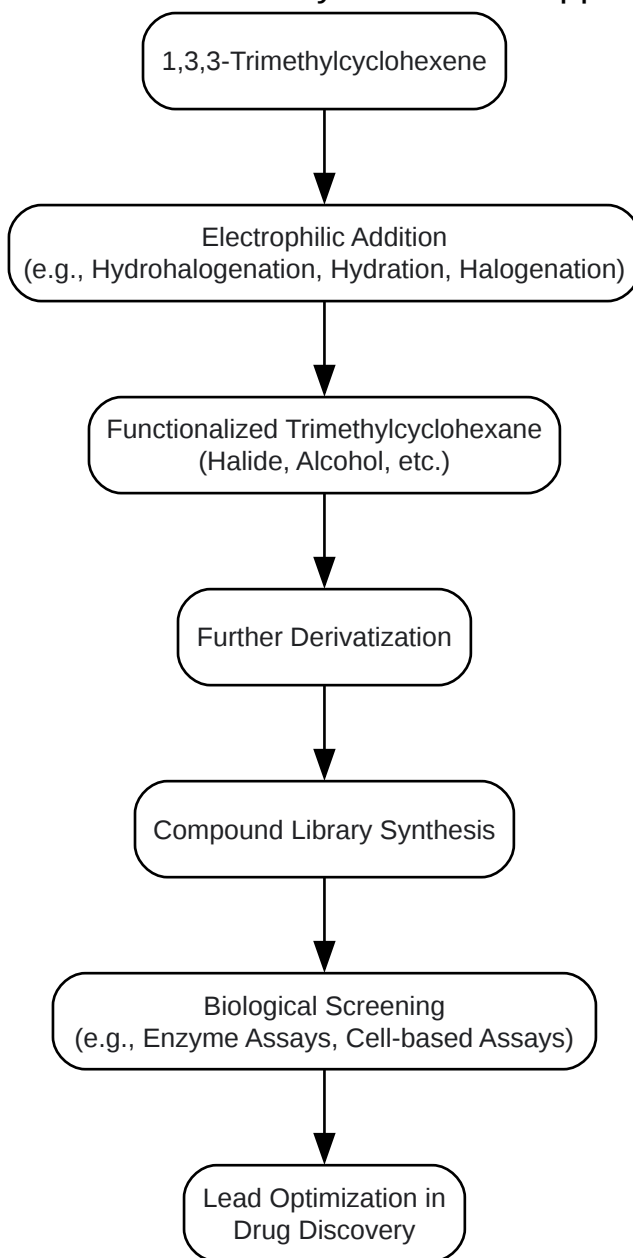 1,3,3-Trimethylcyclohexene
Electrophilic Addition
(e.g., Hydrohalogenation, Hydration, Halogenation)
Functionalized Trimethylcyclohexane
(Halide, Alcohol, etc.)
Further Derivatization
Compound Library Synthesis
Biological Screening
(e.g., Enzyme Assays, Cell-based Assays)
Lead Optimization in
Drug Discovery